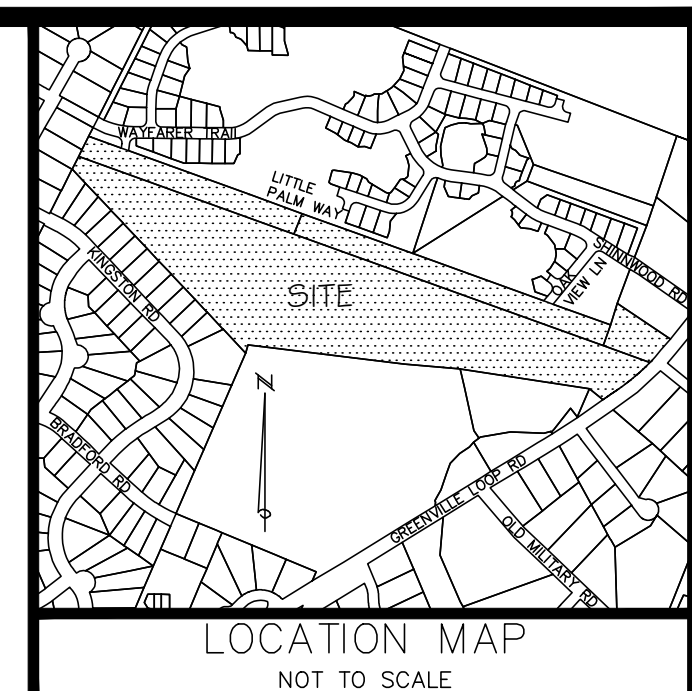 WAYFARER TRAIL
LITTLE
PALM WAY
SHINNWOOD RD
OAK
VIEW LN
KINGSTON RD
SITE
N
BRADFORD RD
GREENVILLE LOOP RD
OLD MILITARY RD
LOCATION MAP
NOT TO SCALE